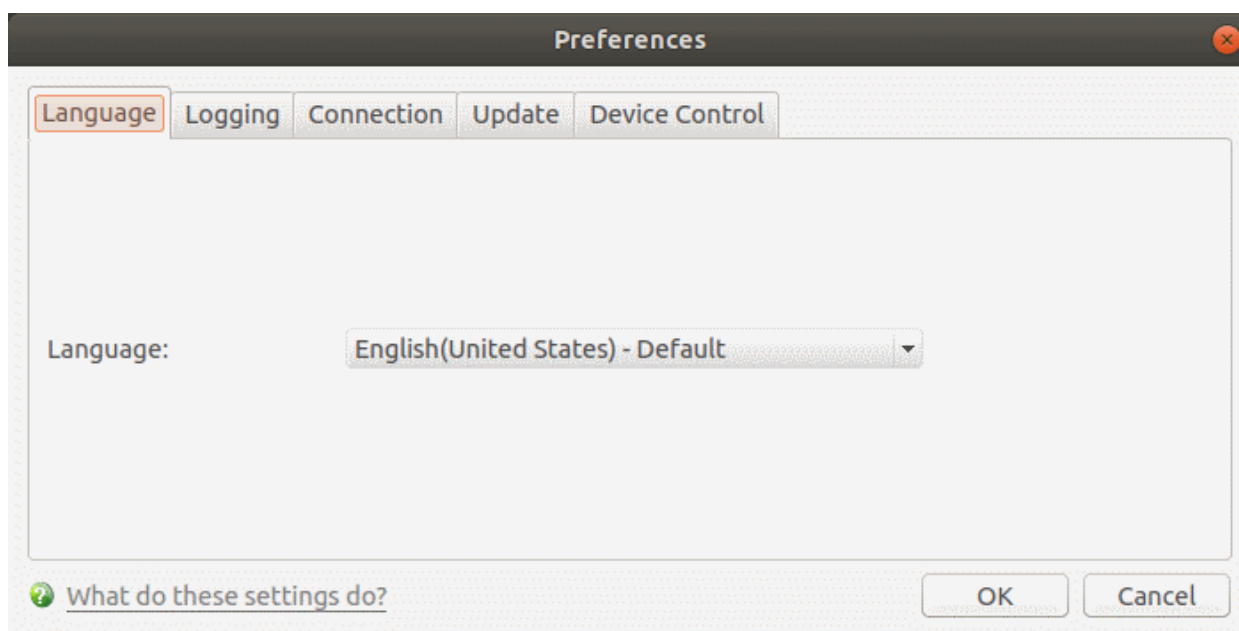 Preferences
Language Logging Connection Update Device Control
Language: English(United States) - Default
What do these settings do? OK Cancel